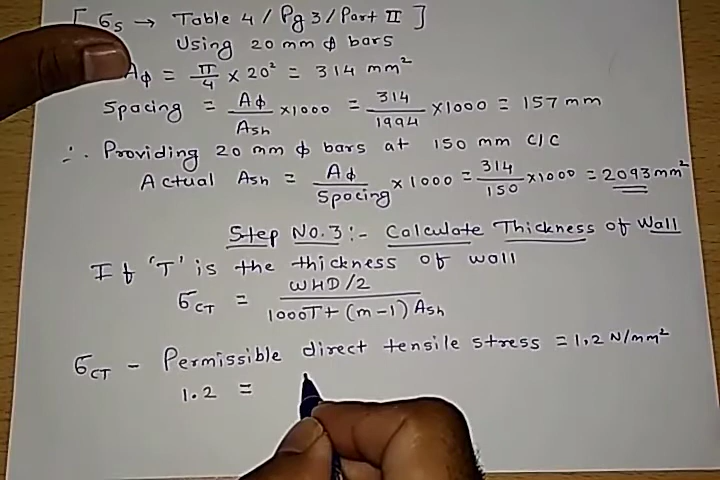 [ σs → Table 4 / Pg 3 / Part II ]
Using 20 mm ϕ bars
Aϕ = π/4 × 20² = 314 mm²
Spacing = Aϕ/Ash × 1000 = 314/1994 × 1000 = 157 mm
∴ Providing 20 mm ϕ bars at 150 mm C/C
Actual Ash = Aϕ/Spacing × 1000 = 314/150 × 1000 = 2093 mm²
Step No.3:- Calculate Thickness of Wall
If 'T' is the thickness of wall
σCT = WHD/2 / 1000T + (m-1) Ash
σCT - Permissible direct tensile stress = 1.2 N/mm²
1.2 =